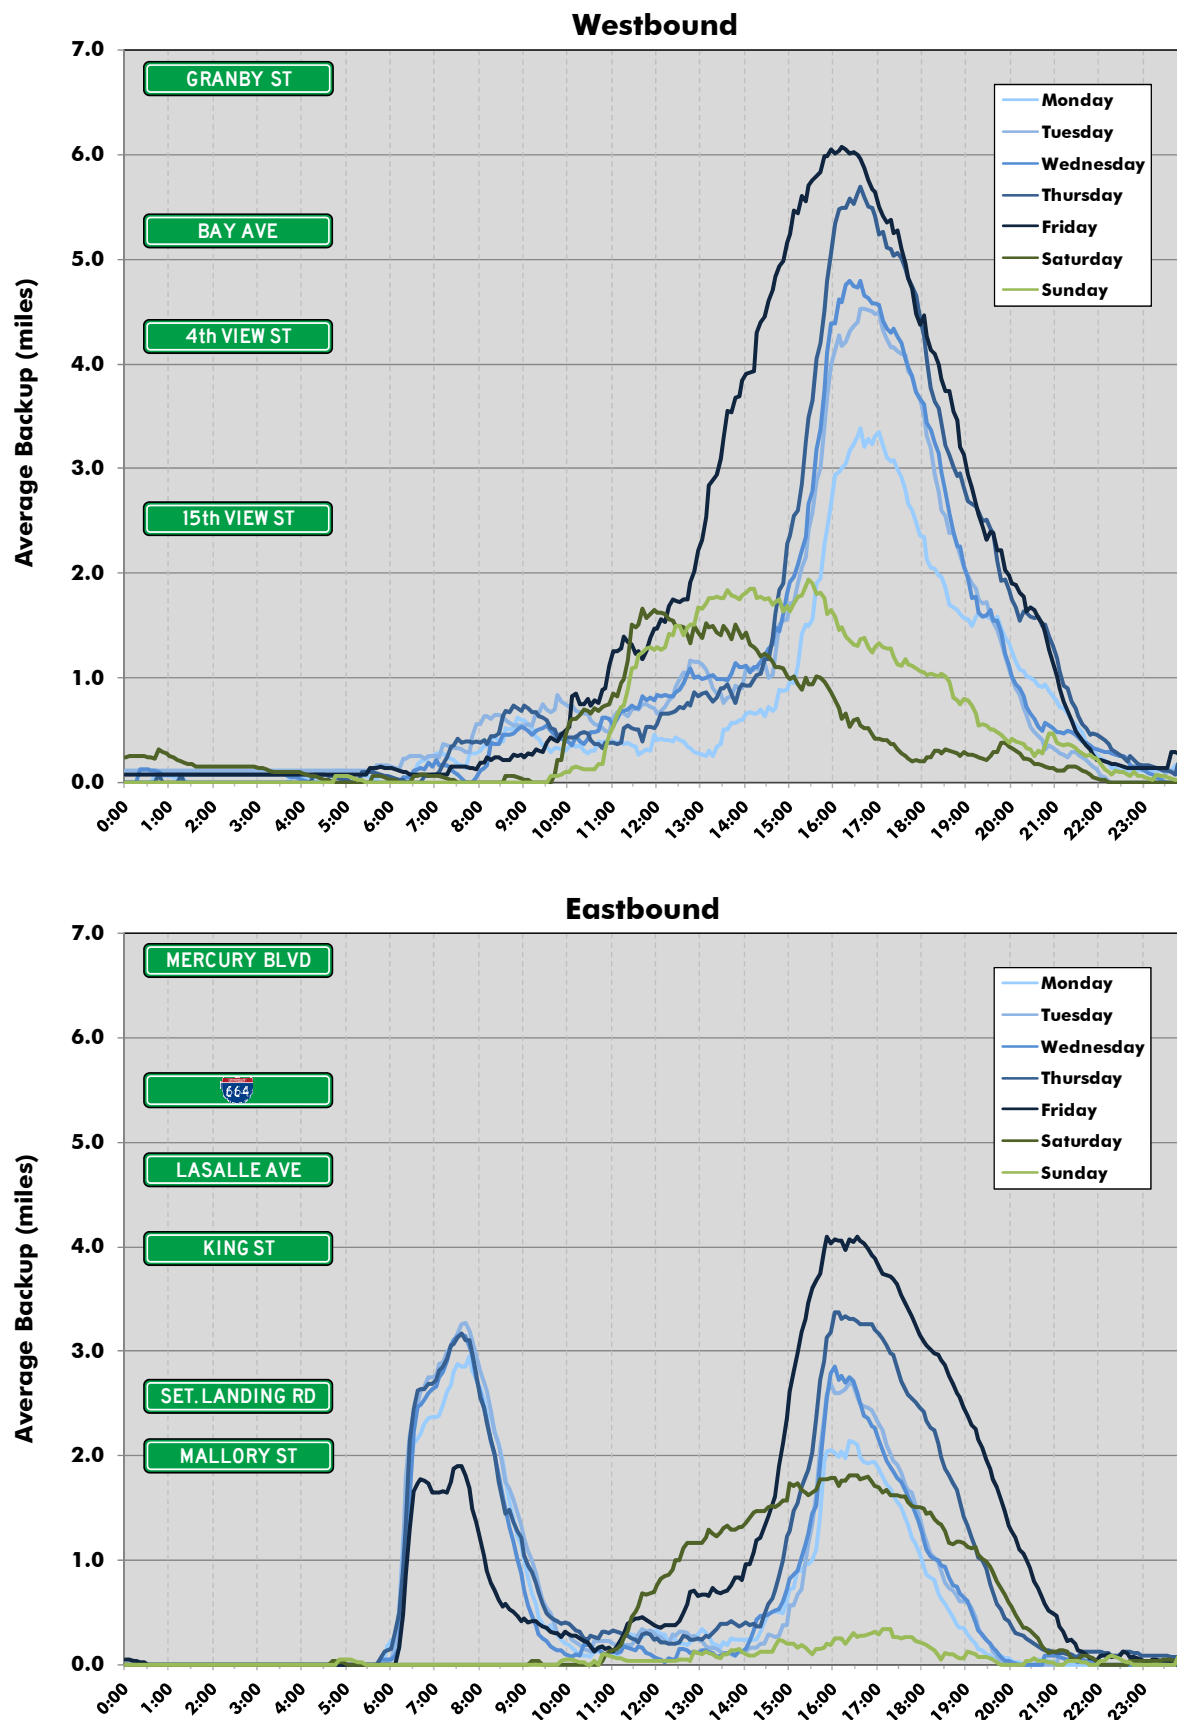 Westbound
7.0
GRANBY ST
Monday
Tuesday
6.0
Wednesday
Thursday
BAY AVE
Friday
5.0
Saturday
Sunday
4th VIEW ST
4.0
Average Backup (miles)
3.0
15th VIEW ST
2.0
1.0
0.0
0:00 1:00 2:00 3:00 4:00 5:00 6:00 7:00 8:00 9:00 10:00 11:00 12:00 13:00 14:00 15:00 16:00 17:00 18:00 19:00 20:00 21:00 22:00 23:00
Eastbound
7.0
MERCURY BLVD
Monday
Tuesday
6.0
Wednesday
Thursday
664
Friday
5.0
Saturday
LASALLE AVE
Sunday
KING ST
4.0
Average Backup (miles)
3.0
SET. LANDING RD
MALLORY ST
2.0
1.0
0.0
0:00 1:00 2:00 3:00 4:00 5:00 6:00 7:00 8:00 9:00 10:00 11:00 12:00 13:00 14:00 15:00 16:00 17:00 18:00 19:00 20:00 21:00 22:00 23:00